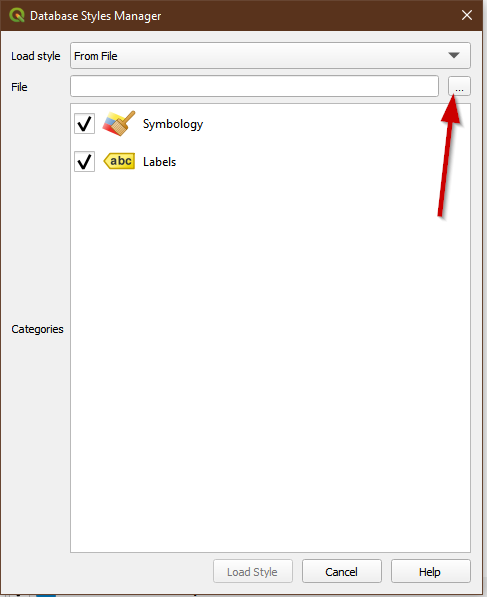 Database Styles Manager
Load style From File
File ...
Symbology
abc Labels
Categories
Load Style Cancel Help